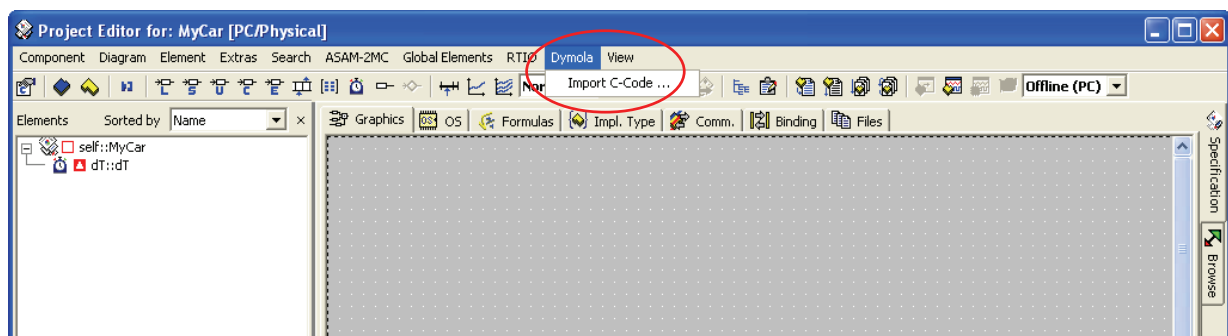 Project Editor for: MyCar [PC/Physical]
Component Diagram Element Extras Search ASAM-2MC Global Elements RTIO Dymola View
Import C-Code ...
Nor
Offline (PC)
Elements Sorted by Name
Graphics OS Formulas Impl. Type Comm. Binding Files
self::MyCar
dT::dT
Specification
Browse